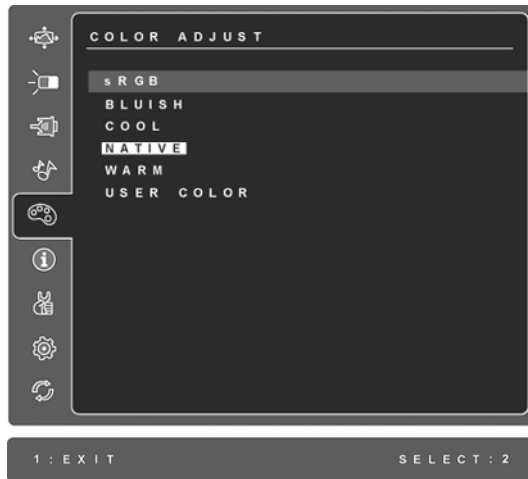 COLOR ADJUST
sRGB
BLUISH
COOL
NATIVE
WARM
USER COLOR
1:EXIT SELECT:2